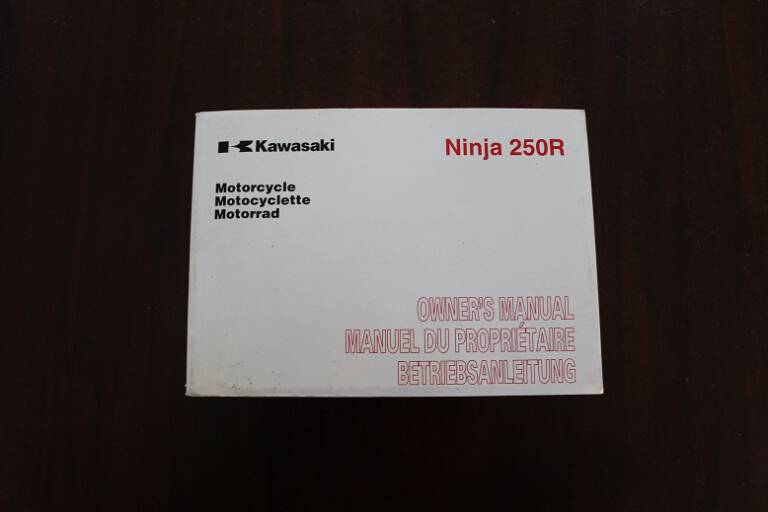 Kawasaki
Ninja 250R
Motorcycle
Motocyclette
Motorrad
OWNER'S MANUAL
MANUEL DU PROPRIÉTAIRE
BETRIEBSANLEITUNG